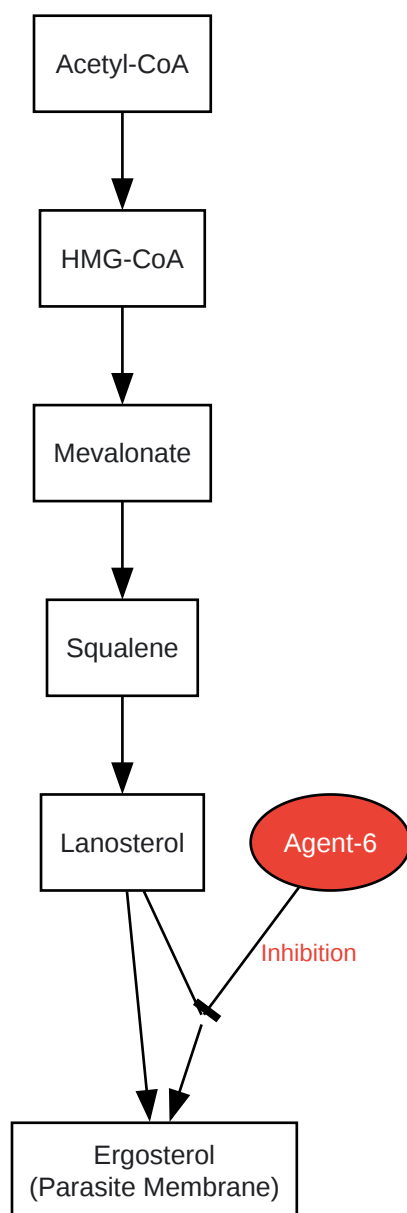 Acetyl-CoA
HMG-CoA
Mevalonate
Squalene
Lanosterol
Agent-6
Inhibition
Ergosterol
(Parasite Membrane)